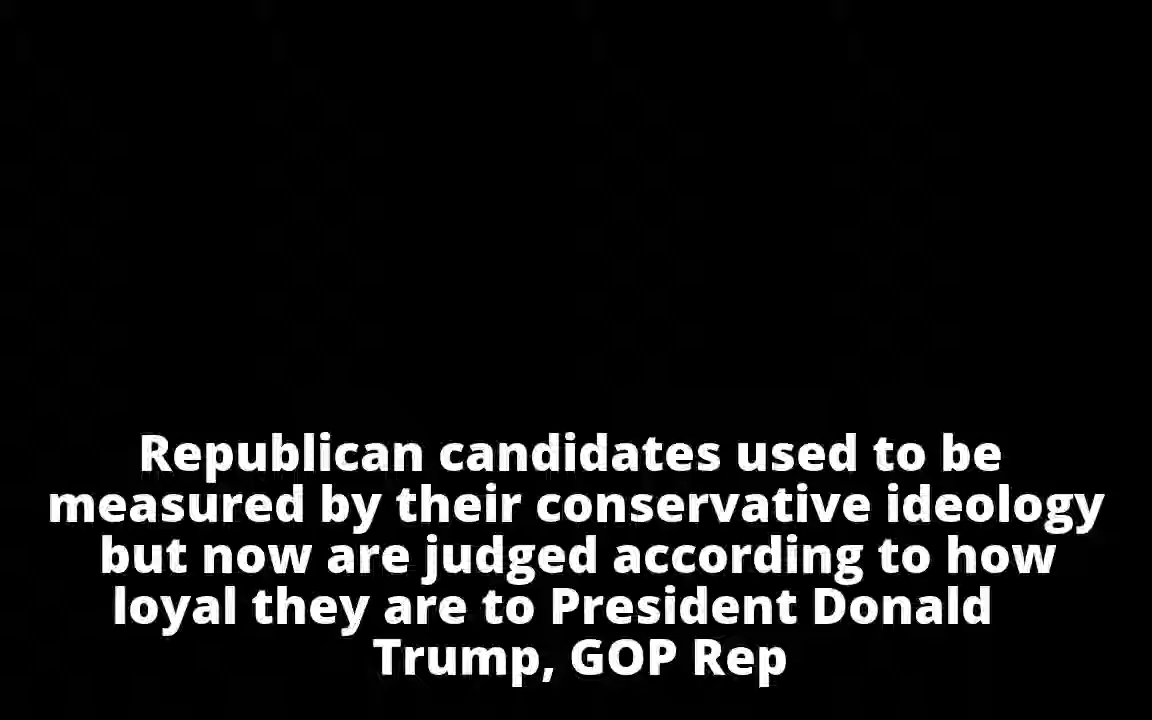 Republican candidates used to be
measured by their conservative ideology
but now are judged according to how
loyal they are to President Donald
Trump, GOP Rep